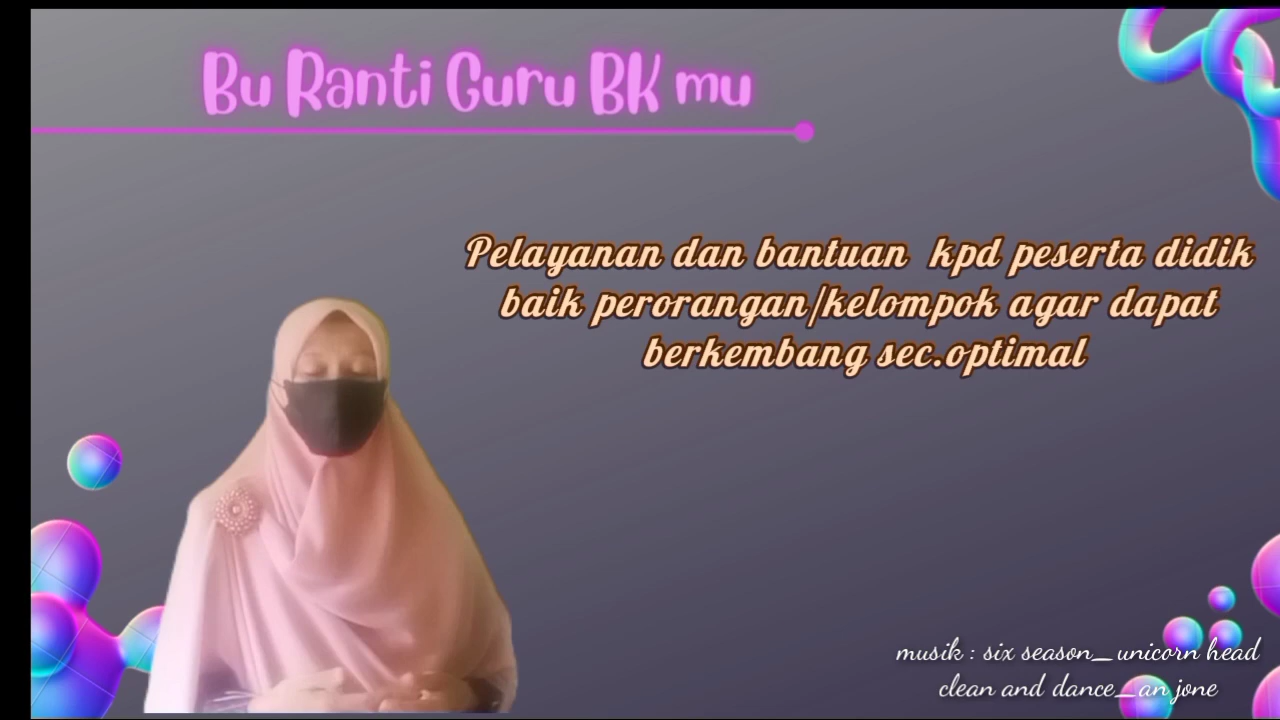 Bu Ranti Guru BK mu
Pelayanan dan bantuan kpd peserta didik
baik perorangan/kelompok agar dapat
berkembang sec.optimal
musik : six season_unicorn head
clean and dance_an jone